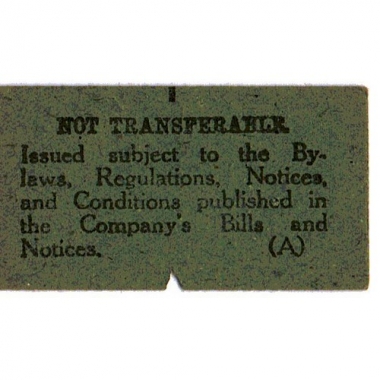 NOT TRANSFERABLE.
Issued subject to the By-
laws, Regulations, Notices,
and Conditions published in
the Company's Bills and
Notices. (A)